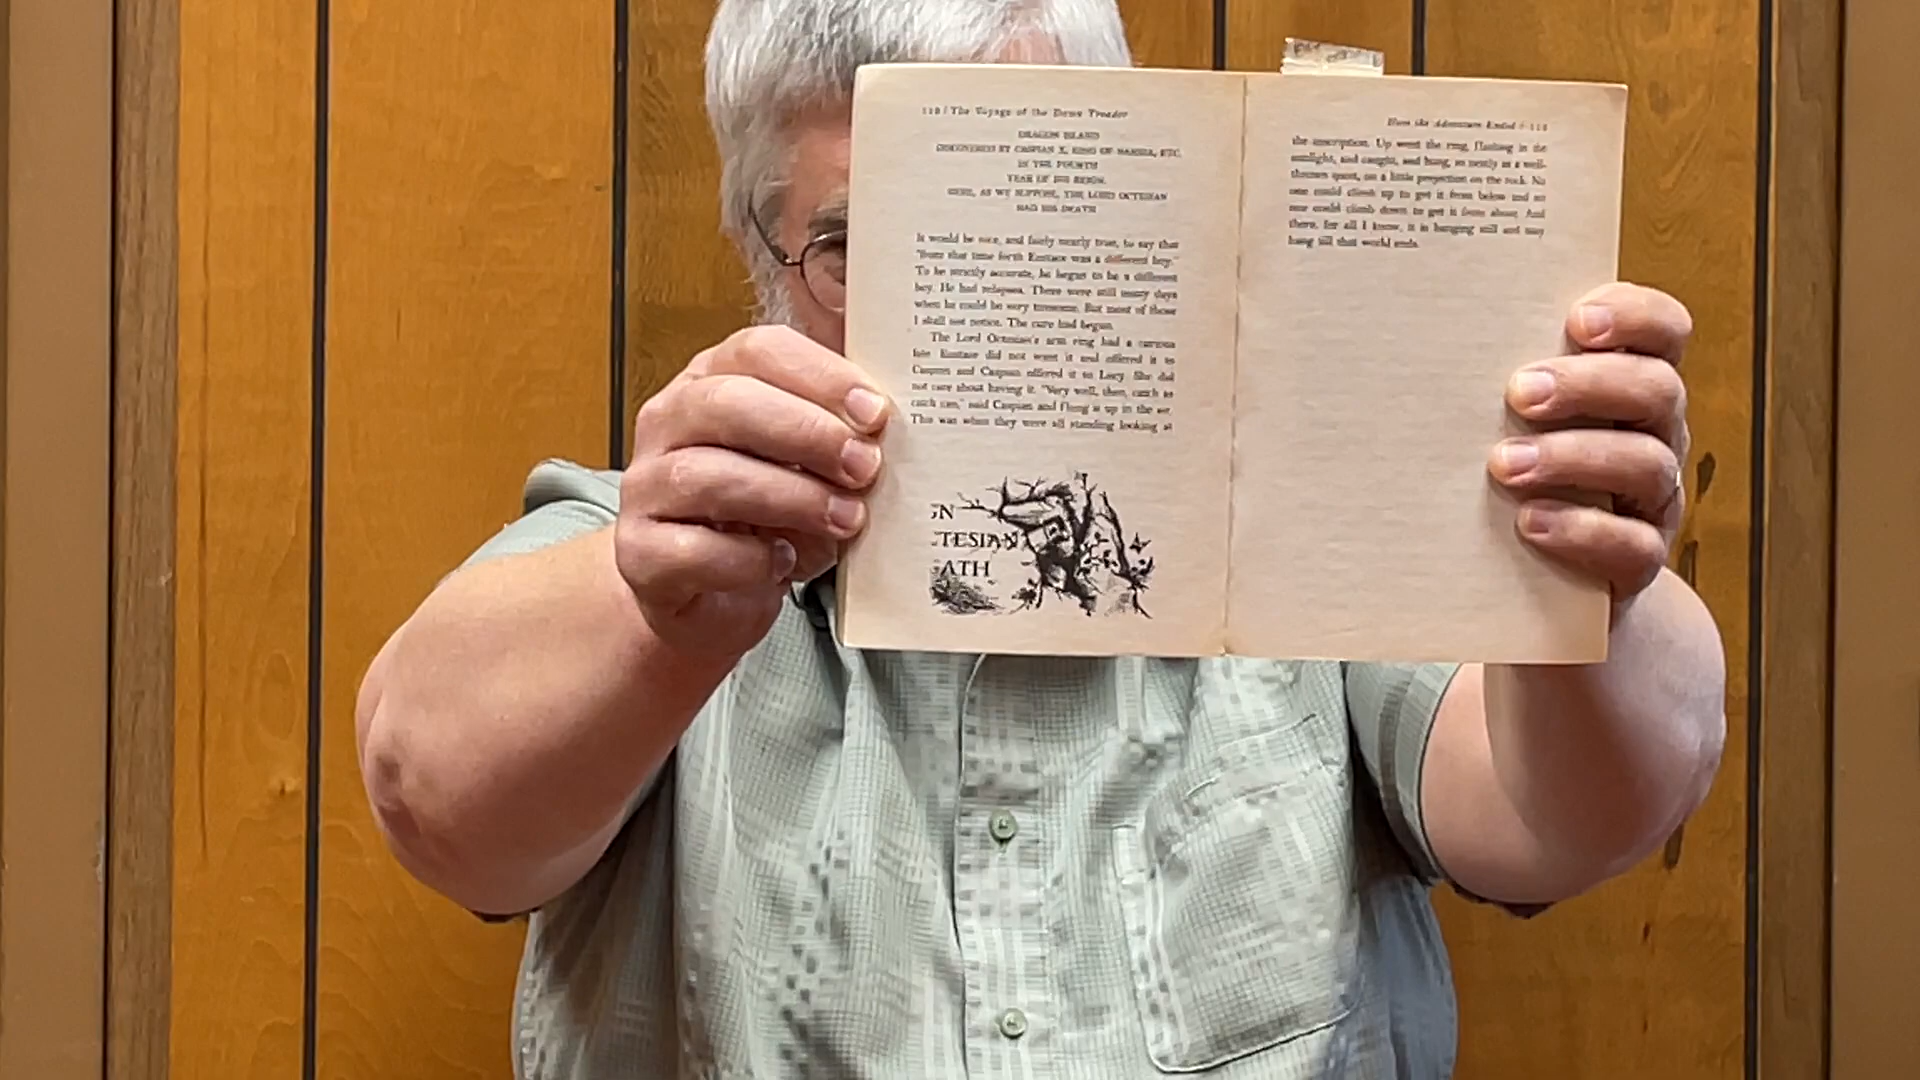 118 / The Voyage of the Dawn Treader
DRAGON ISLAND
DISCOVERED BY CASPIAN X, KING OF NARNIA, ETC.
IN THE FOURTH
YEAR OF HIS REIGN.
HERE, AS WE SUPPOSE, THE LORD OCTESIAN
HAD HIS DEATH
It would be nice, and fairly nearly true, to say that
"from that time forth Eustace was a different boy."
To be strictly accurate, he began to be a different
boy. He had relapses. There were still many days
when he could be very tiresome. But most of those
I shall not notice. The cure had begun.
The Lord Octesian's arm ring had a curious
fate. Eustace did not want it and offered it to
Caspian and Caspian offered it to Lucy. She did
not care about having it. "Very well, then, catch as
catch can," said Caspian and flung it up in the air.
This was when they were all standing looking at
GN
TESIAN
ATH
How the Adventure Ended /
the inscription. Up went the ring, flashing in the
sunlight, and caught, and hung, as neatly as a well-
thrown quoit, on a little projection on the rock. No
one could climb up to get it from below and no
one could climb down to get it from above. And
there, for all I know, it is hanging still and may
hang till that world ends.